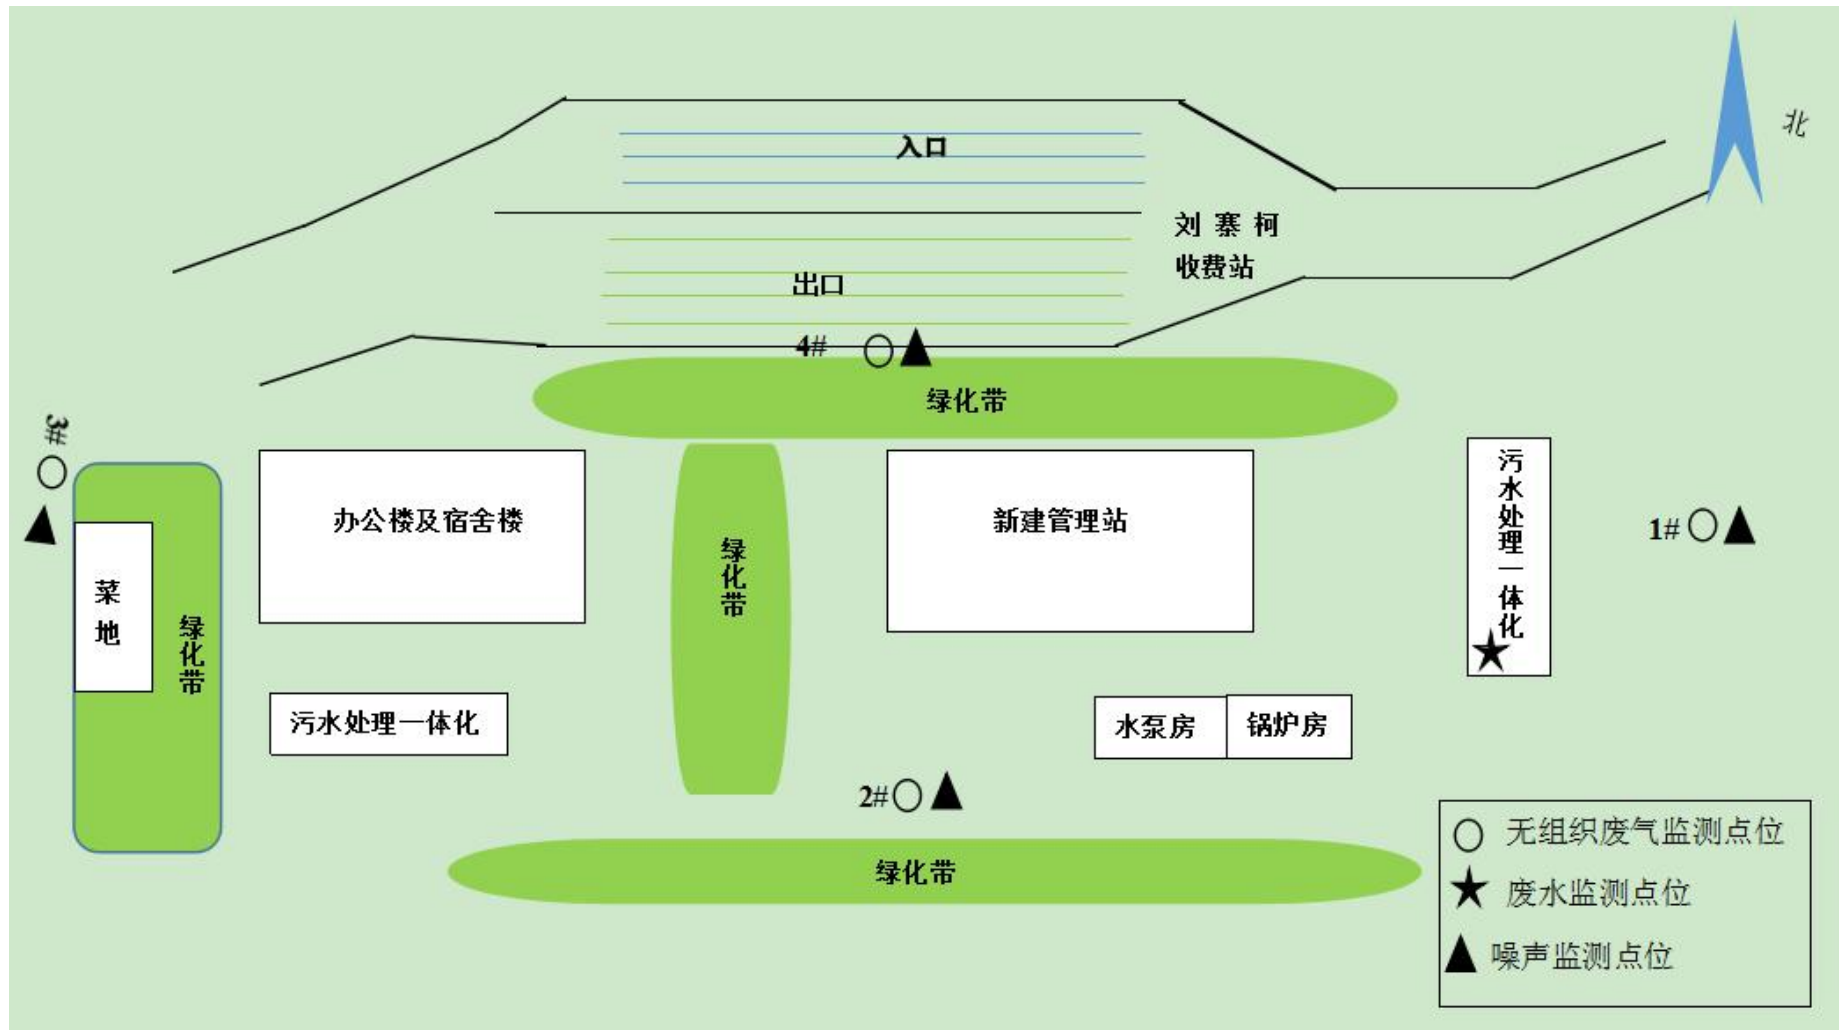 北
入口
刘寨柯
收费站
出口
4#
绿化带
3#
办公楼及宿舍楼
新建管理站
污水处理一体化
1#
绿化带
菜地
绿化带
污水处理一体化
水泵房
锅炉房
2#
绿化带
无组织废气监测点位
废水监测点位
噪声监测点位